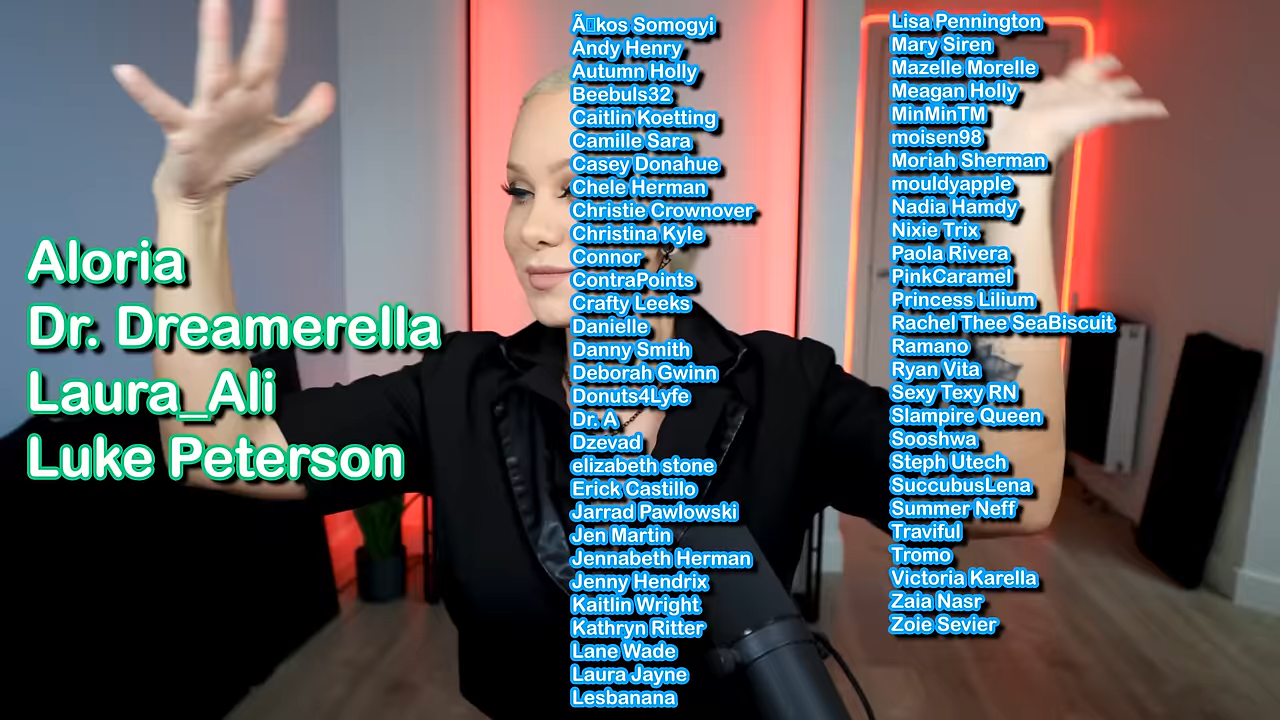 Aloria
Dr. Dreamerella
Laura_Ali
Luke Peterson
Ã▯kos Somogyi
Andy Henry
Autumn Holly
Beebuls32
Caitlin Koetting
Camille Sara
Casey Donahue
Chele Herman
Christie Crownover
Christina Kyle
Connor
ContraPoints
Crafty Leeks
Danielle
Danny Smith
Deborah Gwinn
Donuts4Lyfe
Dr. A
Dzevad
elizabeth stone
Erick Castillo
Jarrad Pawlowski
Jen Martin
Jennabeth Herman
Jenny Hendrix
Kaitlin Wright
Kathryn Ritter
Lane Wade
Laura Jayne
Lesbanana
Lisa Pennington
Mary Siren
Mazelle Morelle
Meagan Holly
MinMinTM
moisen98
Moriah Sherman
mouldyapple
Nadia Hamdy
Nixie Trix
Paola Rivera
PinkCaramel
Princess Lilium
Rachel Thee SeaBiscuit
Ramano
Ryan Vita
Sexy Texy RN
Slampire Queen
Sooshwa
Steph Utech
SuccubusLena
Summer Neff
Traviful
Tromo
Victoria Karella
Zaia Nasr
Zoie Sevier